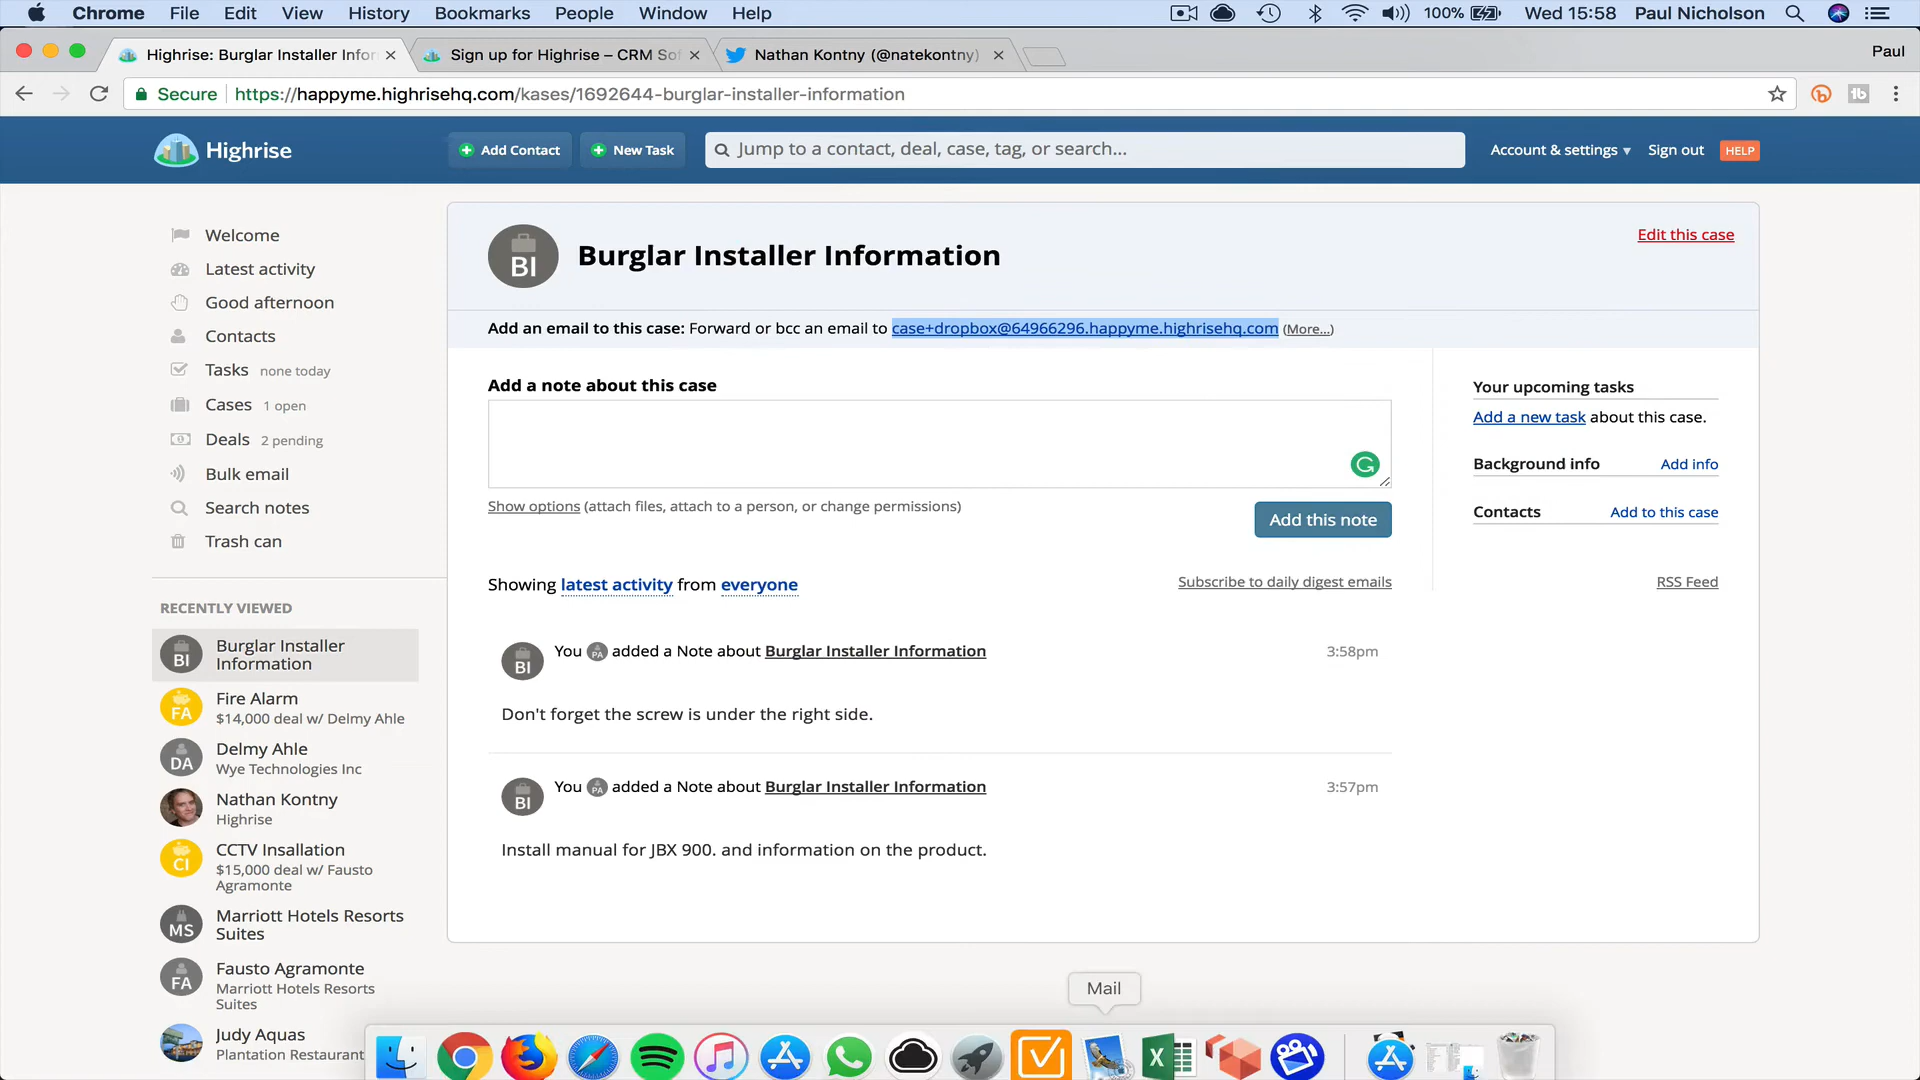 Chrome File Edit View History Bookmarks People Window Help 100% Wed 15:58 Paul Nicholson
Highrise: Burglar Installer Infor Sign up for Highrise – CRM Sof Nathan Kontny (@natekontny) Paul
Secure https://happyme.highrisehq.com/kases/1692644-burglar-installer-information
Highrise Add Contact New Task Jump to a contact, deal, case, tag, or search... Account & settings Sign out HELP
Welcome
Latest activity
Good afternoon
Contacts
Tasks none today
Cases 1 open
Deals 2 pending
Bulk email
Search notes
Trash can
RECENTLY VIEWED
BI Burglar Installer
Information
FA Fire Alarm
$14,000 deal w/ Delmy Ahle
DA Delmy Ahle
Wye Technologies Inc
Nathan Kontny
Highrise
CI CCTV Insallation
$15,000 deal w/ Fausto
Agramonte
MS Marriott Hotels Resorts
Suites
FA Fausto Agramonte
Marriott Hotels Resorts
Suites
Judy Aquas
Plantation Restaurant
BI Burglar Installer Information Edit this case
Add an email to this case: Forward or bcc an email to case+dropbox@64966296.happyme.highrisehq.com (More...)
Add a note about this case
Show options (attach files, attach to a person, or change permissions)
Add this note
Showing latest activity from everyone Subscribe to daily digest emails
BI You PA added a Note about Burglar Installer Information 3:58pm
Don't forget the screw is under the right side.
BI You PA added a Note about Burglar Installer Information 3:57pm
Install manual for JBX 900. and information on the product.
Your upcoming tasks
Add a new task about this case.
Background info Add info
Contacts Add to this case
RSS Feed
Mail